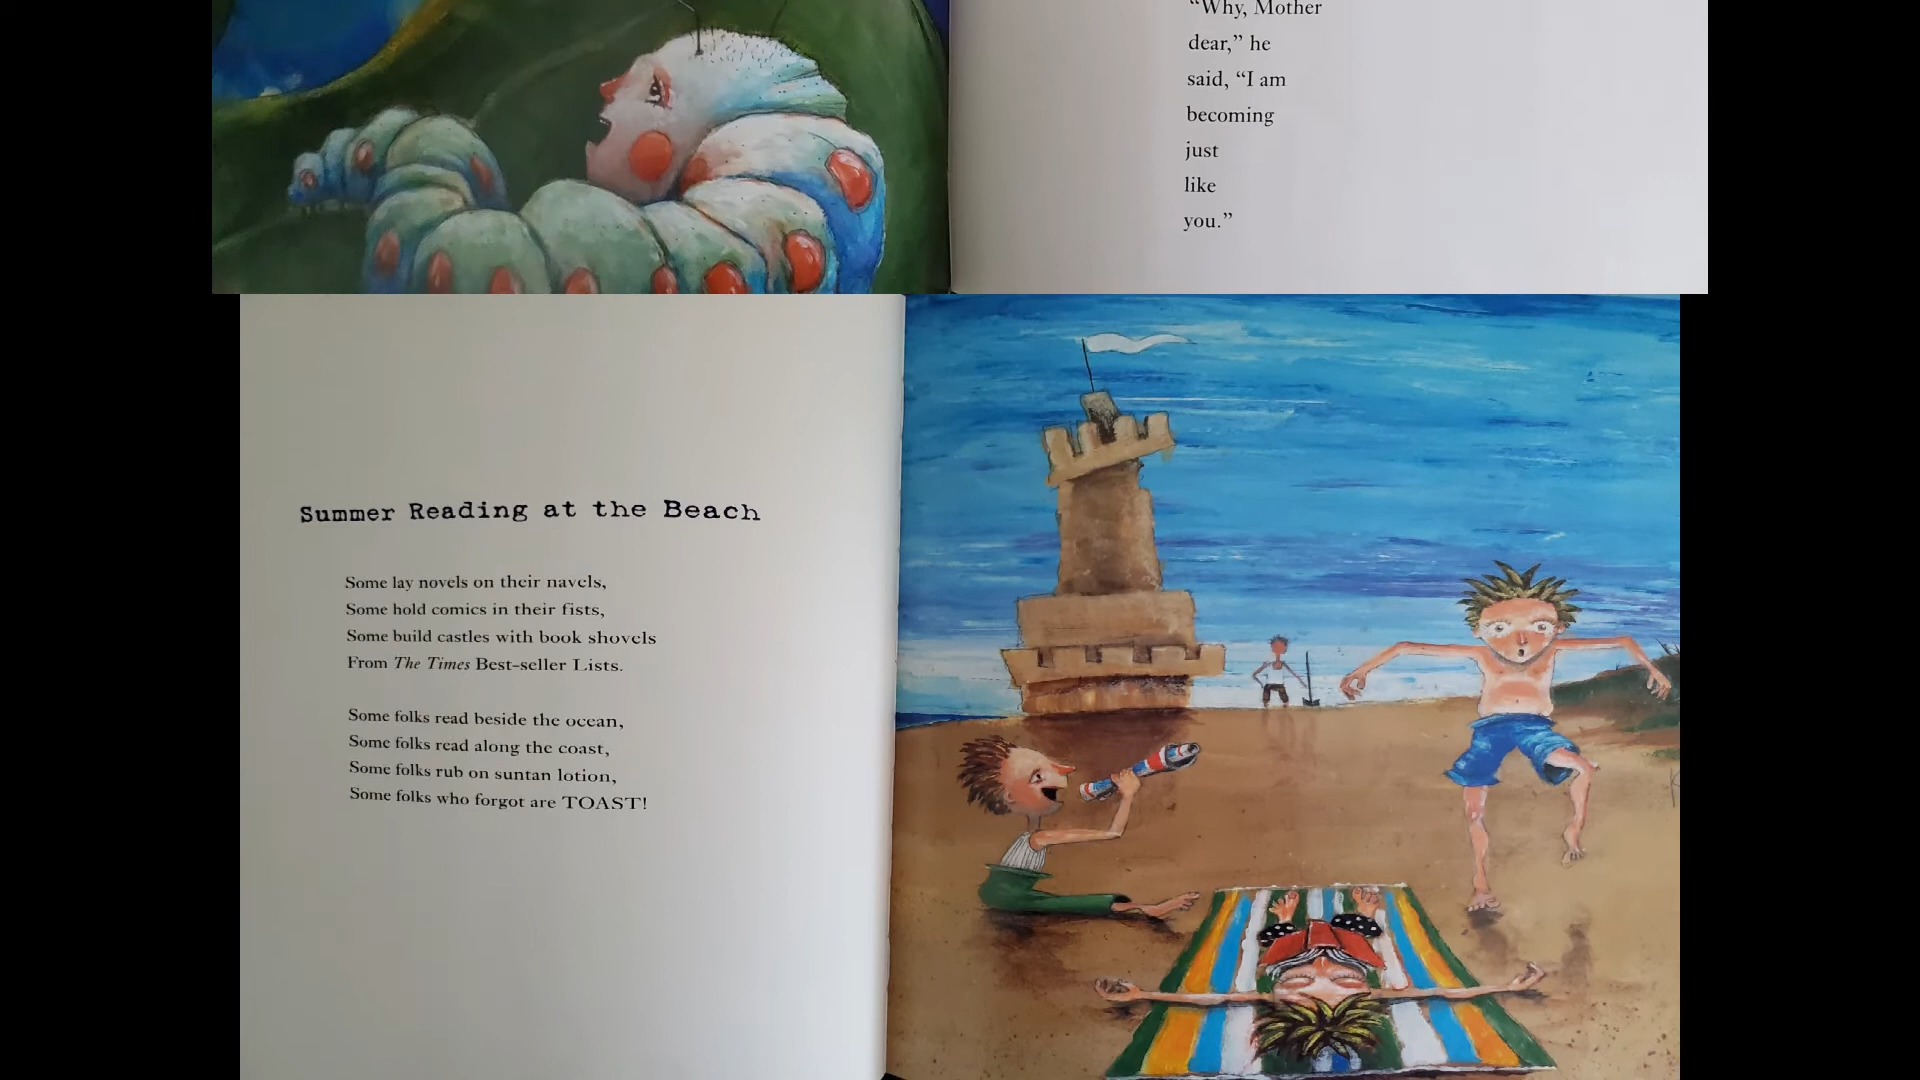 “Why, Mother
dear,” he
said, “I am
becoming
just
like
you.”
Summer Reading at the Beach
Some lay novels on their navels,
Some hold comics in their fists,
Some build castles with book shovels
From The Times Best-seller Lists.
Some folks read beside the ocean,
Some folks read along the coast,
Some folks rub on suntan lotion,
Some folks who forgot are TOAST!